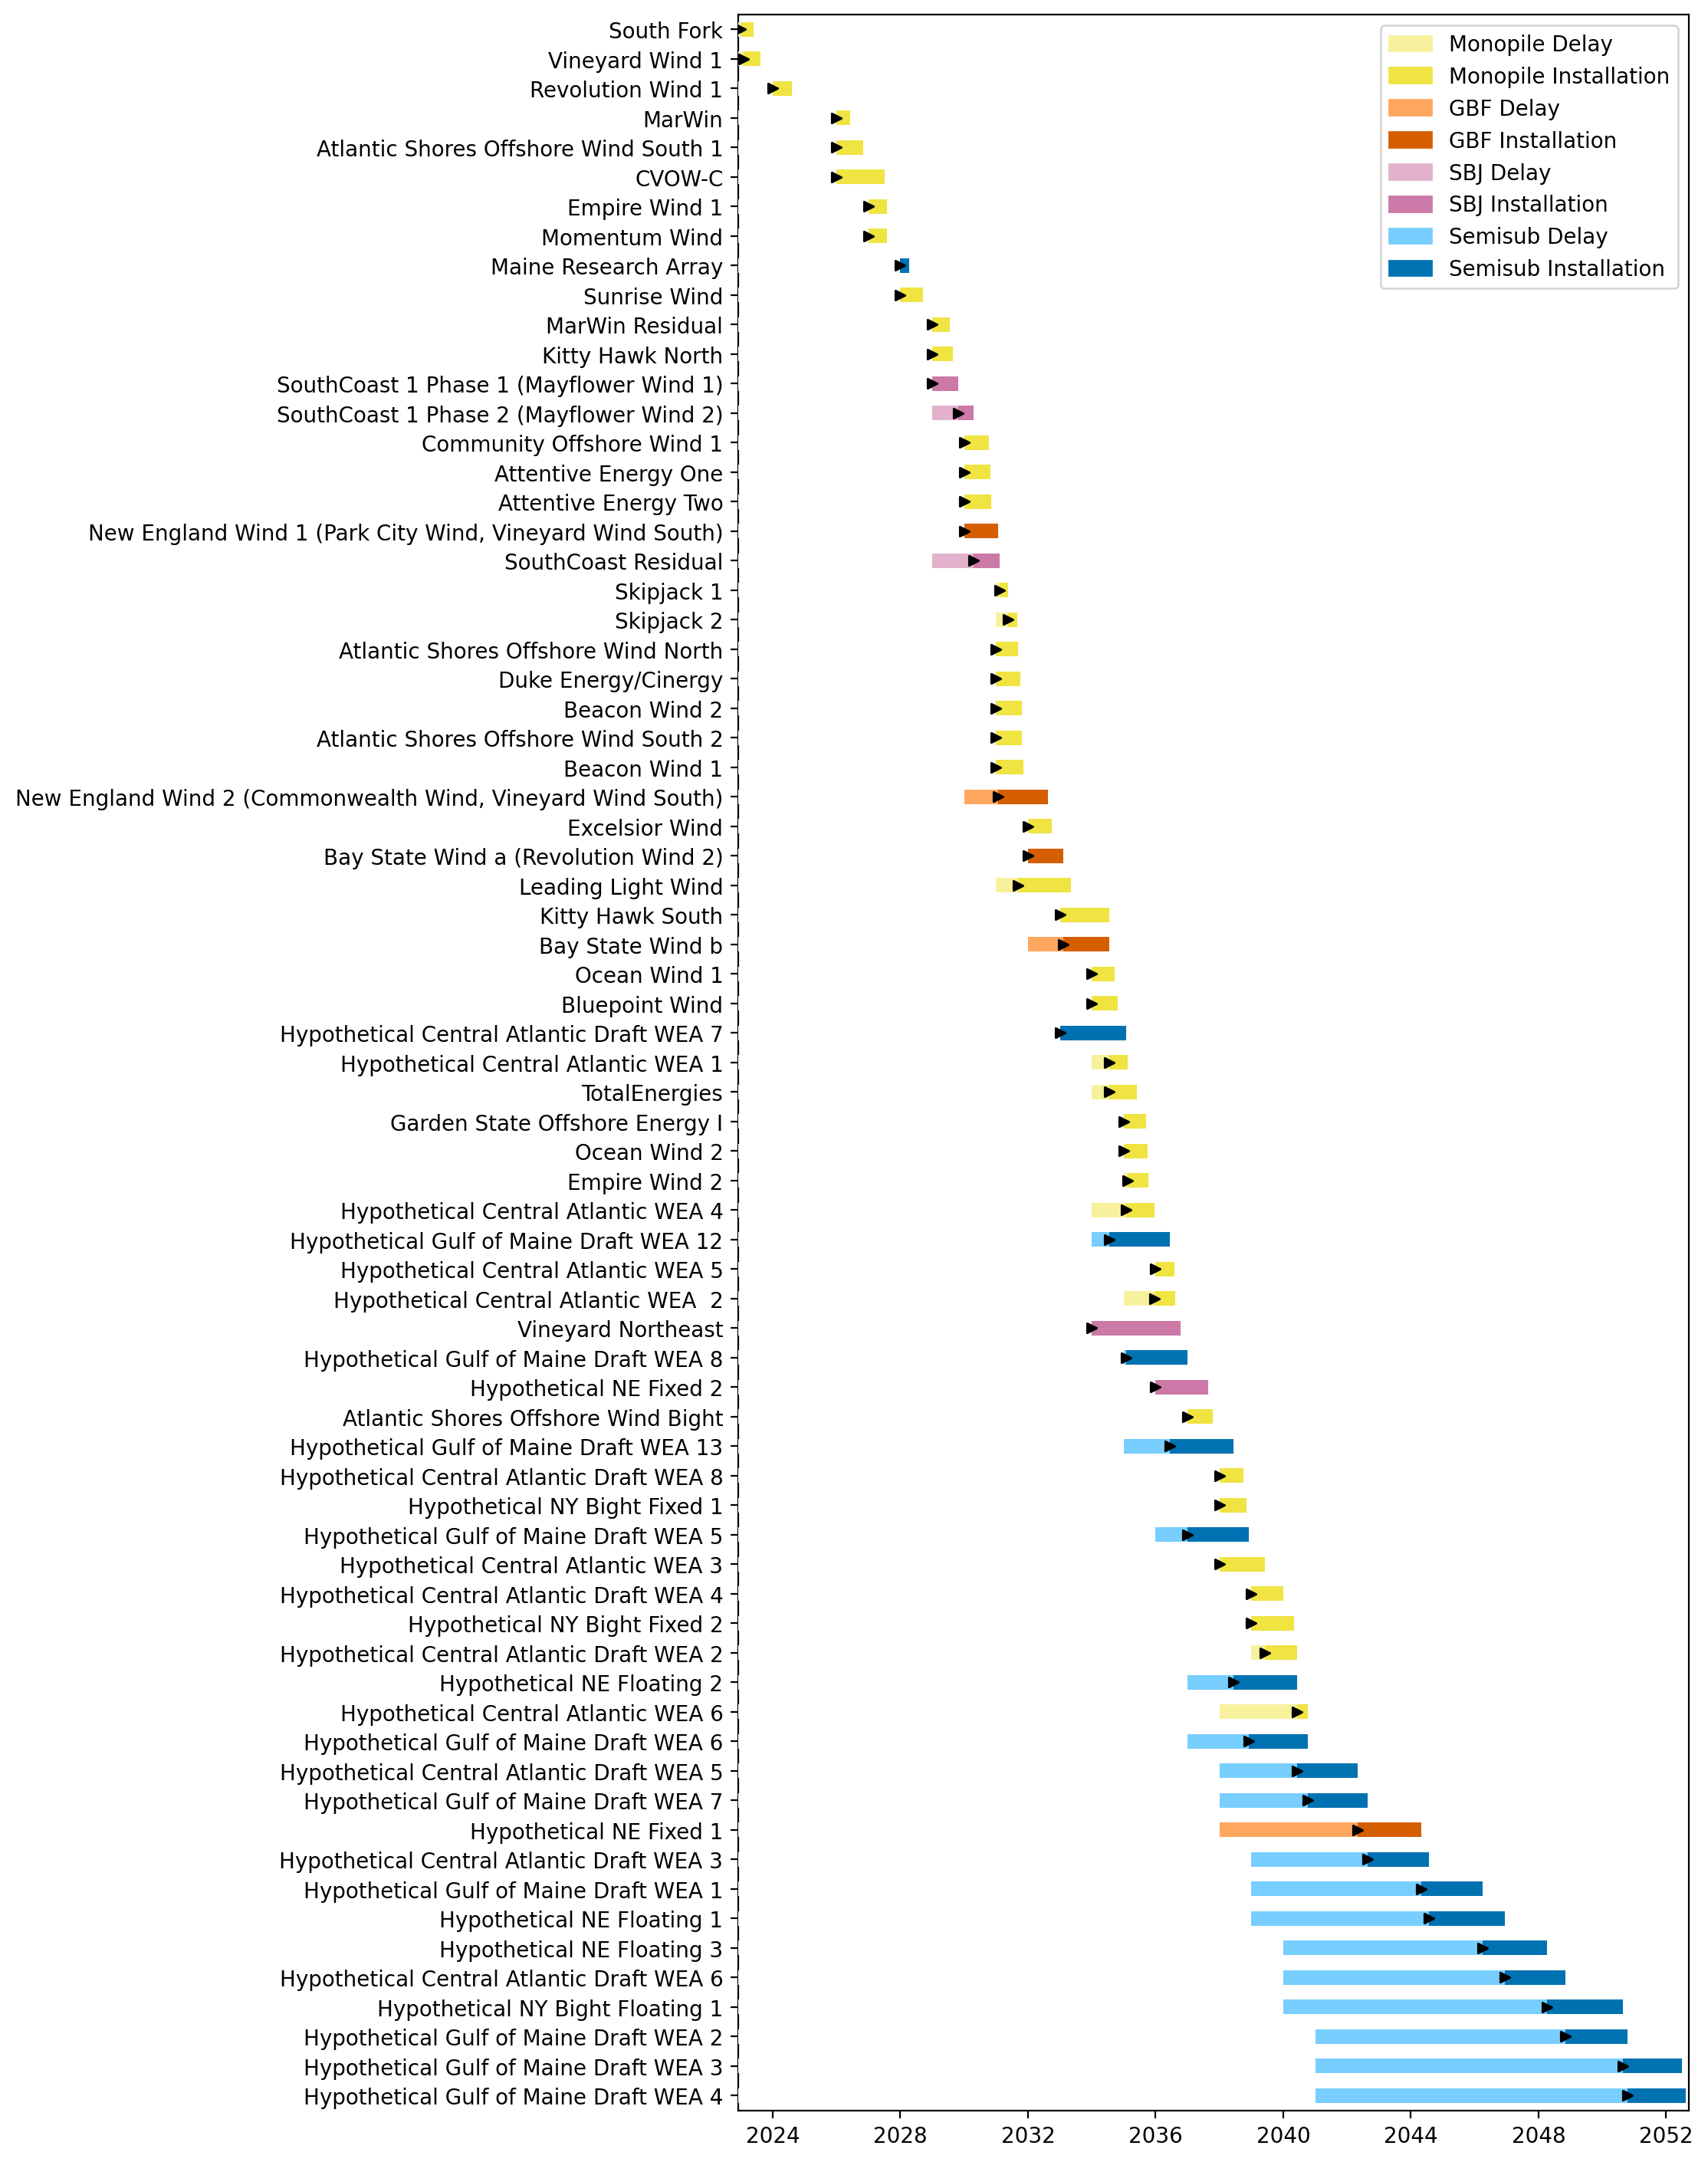 South Fork
Vineyard Wind 1
Revolution Wind 1
MarWin
Atlantic Shores Offshore Wind South 1
CVOW-C
Empire Wind 1
Momentum Wind
Maine Research Array
Sunrise Wind
MarWin Residual
Kitty Hawk North
SouthCoast 1 Phase 1 (Mayflower Wind 1)
SouthCoast 1 Phase 2 (Mayflower Wind 2)
Community Offshore Wind 1
Attentive Energy One
Attentive Energy Two
New England Wind 1 (Park City Wind, Vineyard Wind South)
SouthCoast Residual
Skipjack 1
Skipjack 2
Atlantic Shores Offshore Wind North
Duke Energy/Cinergy
Beacon Wind 2
Atlantic Shores Offshore Wind South 2
Beacon Wind 1
New England Wind 2 (Commonwealth Wind, Vineyard Wind South)
Excelsior Wind
Bay State Wind a (Revolution Wind 2)
Leading Light Wind
Kitty Hawk South
Bay State Wind b
Ocean Wind 1
Bluepoint Wind
Hypothetical Central Atlantic Draft WEA 7
Hypothetical Central Atlantic WEA 1
TotalEnergies
Garden State Offshore Energy I
Ocean Wind 2
Empire Wind 2
Hypothetical Central Atlantic WEA 4
Hypothetical Gulf of Maine Draft WEA 12
Hypothetical Central Atlantic WEA 5
Hypothetical Central Atlantic WEA  2
Vineyard Northeast
Hypothetical Gulf of Maine Draft WEA 8
Hypothetical NE Fixed 2
Atlantic Shores Offshore Wind Bight
Hypothetical Gulf of Maine Draft WEA 13
Hypothetical Central Atlantic Draft WEA 8
Hypothetical NY Bight Fixed 1
Hypothetical Gulf of Maine Draft WEA 5
Hypothetical Central Atlantic WEA 3
Hypothetical Central Atlantic Draft WEA 4
Hypothetical NY Bight Fixed 2
Hypothetical Central Atlantic Draft WEA 2
Hypothetical NE Floating 2
Hypothetical Central Atlantic WEA 6
Hypothetical Gulf of Maine Draft WEA 6
Hypothetical Central Atlantic Draft WEA 5
Hypothetical Gulf of Maine Draft WEA 7
Hypothetical NE Fixed 1
Hypothetical Central Atlantic Draft WEA 3
Hypothetical Gulf of Maine Draft WEA 1
Hypothetical NE Floating 1
Hypothetical NE Floating 3
Hypothetical Central Atlantic Draft WEA 6
Hypothetical NY Bight Floating 1
Hypothetical Gulf of Maine Draft WEA 2
Hypothetical Gulf of Maine Draft WEA 3
Hypothetical Gulf of Maine Draft WEA 4
Monopile Delay
Monopile Installation
GBF Delay
GBF Installation
SBJ Delay
SBJ Installation
Semisub Delay
Semisub Installation
2024 2028 2032 2036 2040 2044 2048 2052